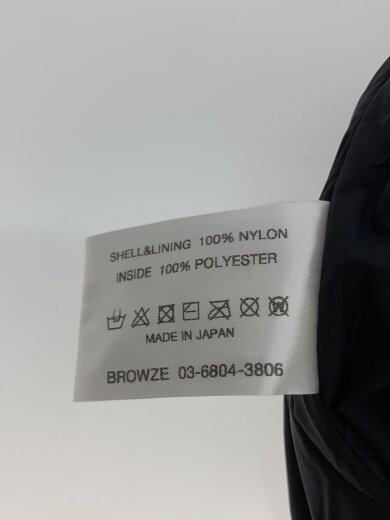 SHELL&LINING 100% NYLON
INSIDE 100% POLYESTER
MADE IN JAPAN
BROWZE 03-6804-3806